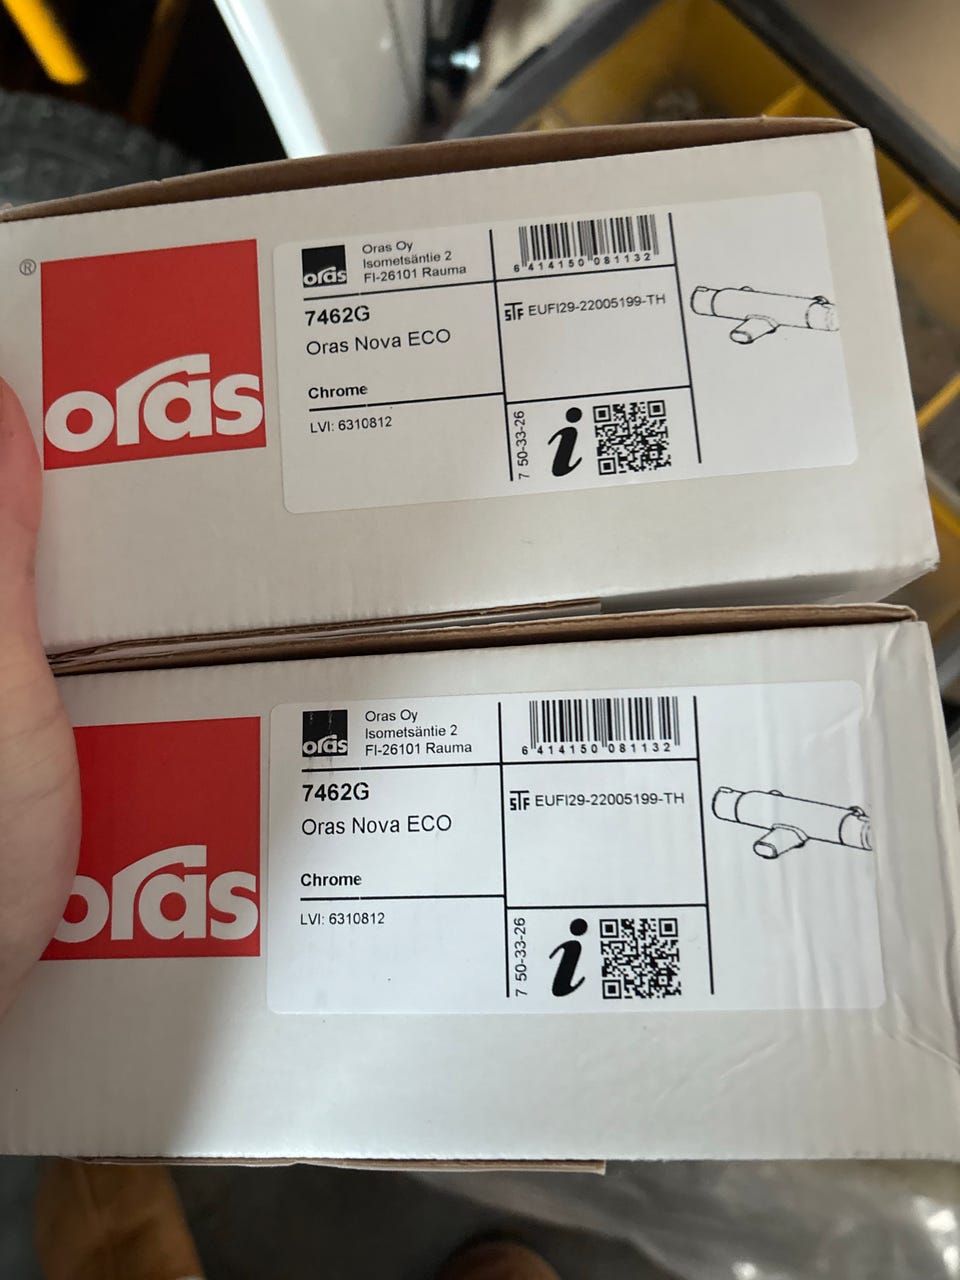 ®
oras
oras
Oras Oy
Isometsäntie 2
FI-26101 Rauma
7462G
Oras Nova ECO
Chrome
LVI: 6310812
6 414150 081132
STF EUFI29-22005199-TH
7 50-33-26
i
oras
oras
Oras Oy
Isometsäntie 2
FI-26101 Rauma
7462G
Oras Nova ECO
Chrome
LVI: 6310812
6 414150 081132
STF EUFI29-22005199-TH
7 50-33-26
i